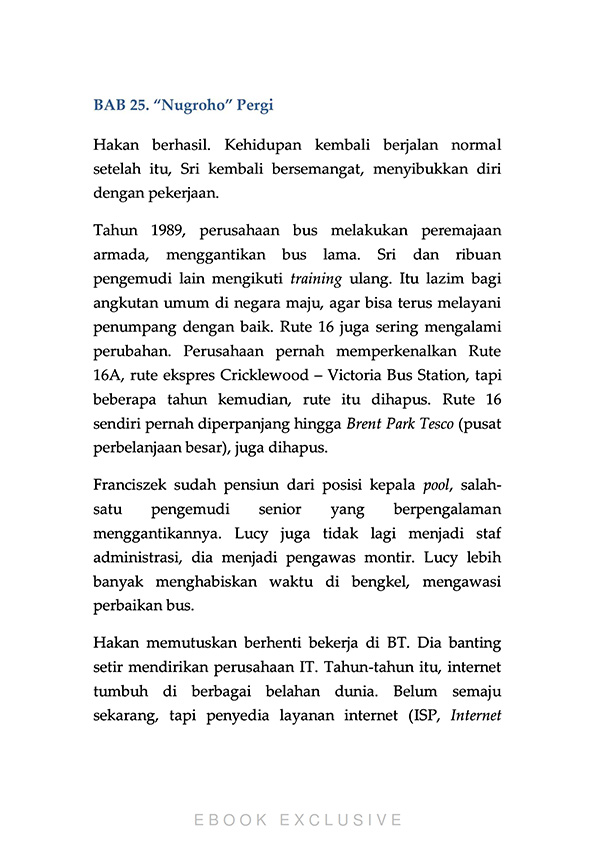 BAB 25. “Nugroho” Pergi
Hakan berhasil. Kehidupan kembali berjalan normal
setelah itu, Sri kembali bersemangat, menyibukkan diri
dengan pekerjaan.
Tahun 1989, perusahaan bus melakukan peremajaan
armada, menggantikan bus lama. Sri dan ribuan
pengemudi lain mengikuti training ulang. Itu lazim bagi
angkutan umum di negara maju, agar bisa terus melayani
penumpang dengan baik. Rute 16 juga sering mengalami
perubahan. Perusahaan pernah memperkenalkan Rute
16A, rute ekspres Cricklewood – Victoria Bus Station, tapi
beberapa tahun kemudian, rute itu dihapus. Rute 16
sendiri pernah diperpanjang hingga Brent Park Tesco (pusat
perbelanjaan besar), juga dihapus.
Franciszek sudah pensiun dari posisi kepala pool, salah-
satu pengemudi senior yang berpengalaman
menggantikannya. Lucy juga tidak lagi menjadi staf
administrasi, dia menjadi pengawas montir. Lucy lebih
banyak menghabiskan waktu di bengkel, mengawasi
perbaikan bus.
Hakan memutuskan berhenti bekerja di BT. Dia banting
setir mendirikan perusahaan IT. Tahun-tahun itu, internet
tumbuh di berbagai belahan dunia. Belum semaju
sekarang, tapi penyedia layanan internet (ISP, Internet
EBOOK EXCLUSIVE